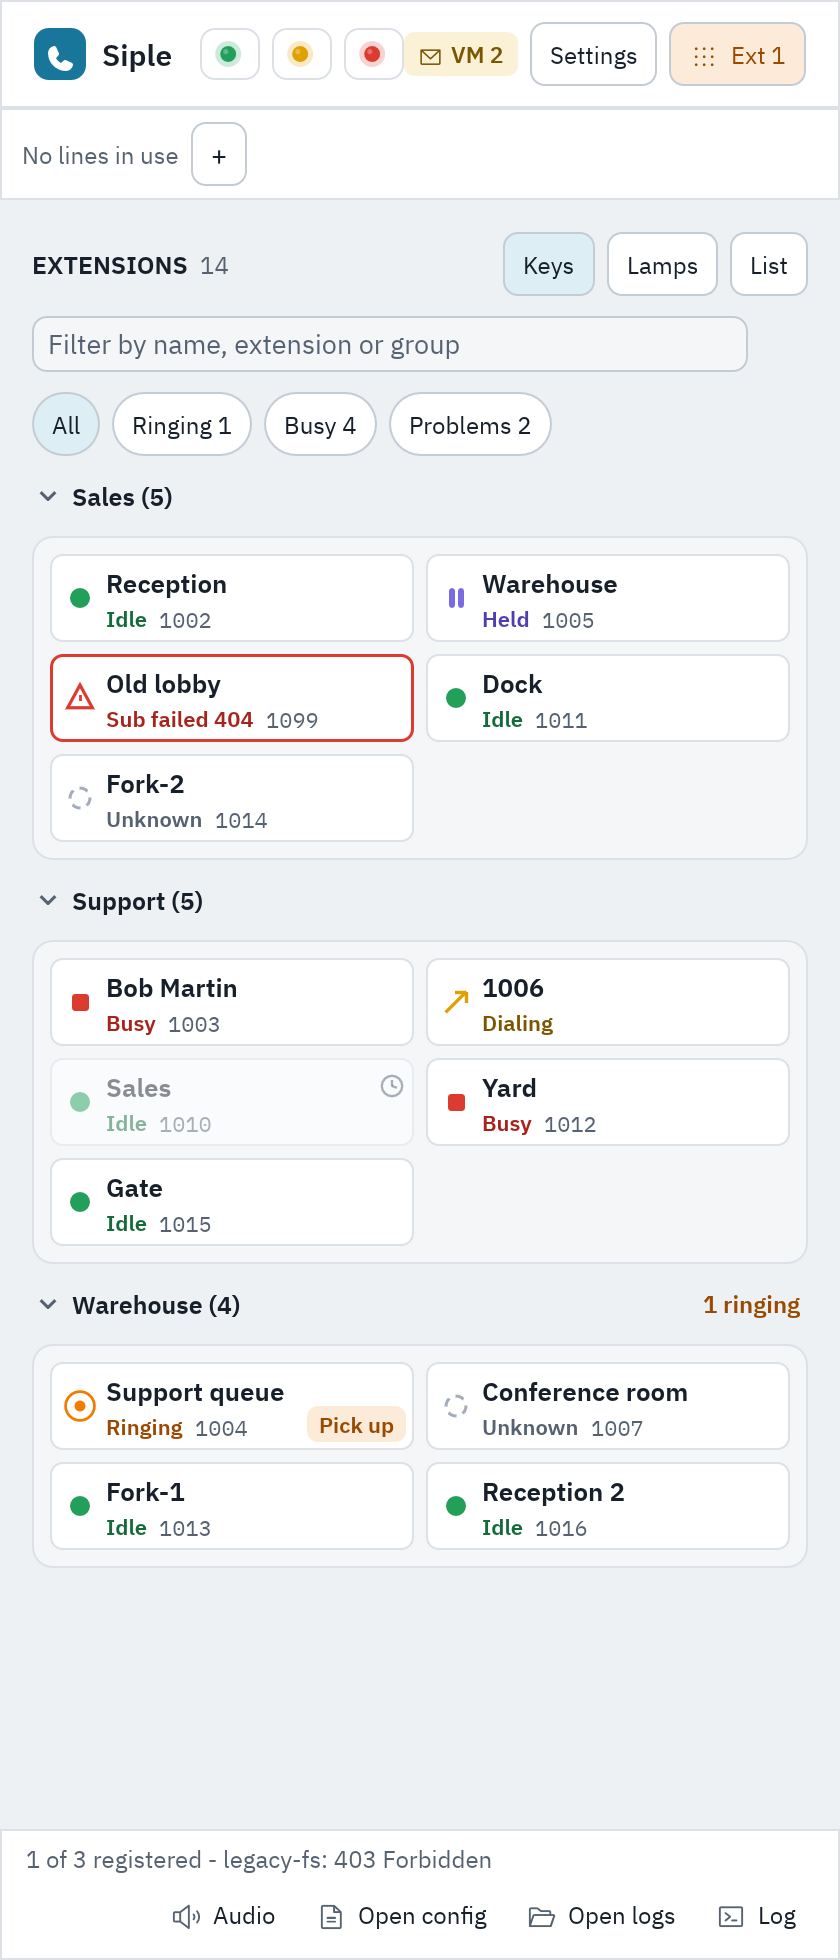 Siple VM 2 Settings Ext 1
No lines in use +
EXTENSIONS 14 Keys Lamps List
Filter by name, extension or group
All Ringing 1 Busy 4 Problems 2
Sales (5)
Reception Warehouse
Idle 1002 Held 1005
Old lobby Dock
Sub failed 404 1099 Idle 1011
Fork-2
Unknown 1014
Support (5)
Bob Martin 1006
Busy 1003 Dialing
Sales Yard
Idle 1010 Busy 1012
Gate
Idle 1015
Warehouse (4) 1 ringing
Support queue Conference room
Ringing 1004 Pick up Unknown 1007
Fork-1 Reception 2
Idle 1013 Idle 1016
1 of 3 registered - legacy-fs: 403 Forbidden
Audio Open config Open logs Log